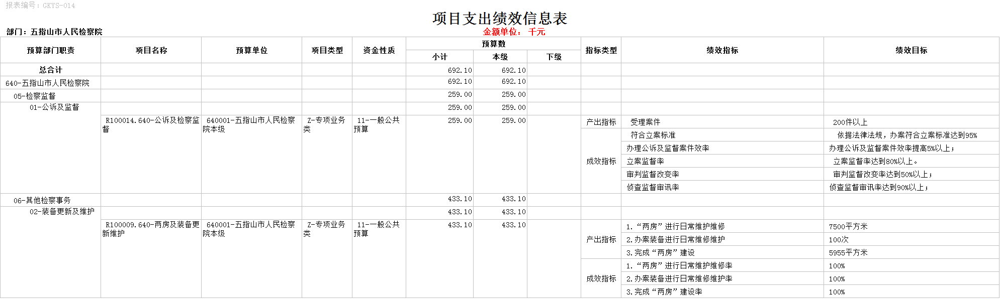 报表编号：GKYS-014
项目支出绩效信息表
部门：五指山市人民检察院
金额单位： 千元
预算部门职责 项目名称 预算单位 项目类型 资金性质 预算数 指标类型 绩效指标 绩效目标
小计 本级 下级
总合计 692.10 692.10
640-五指山市人民检察院 692.10 692.10
05-检察监督 259.00 259.00
01-公诉及监督 259.00 259.00
R100014.640-公诉及检察监 640001-五指山市人民检察 Z-专项业务 11-一般公共 259.00 259.00 产出指标 受理案件 200件以上
督 院本级 类 预算
符合立案标准 依据法律法规，办案符合立案标准达到95%
办理公诉及监督案件效率 办理公诉及监督案件效率提高5%以上；
成效指标 立案监督率 立案监督率达到80%以上。
审判监督改变率 审判监督改变率达到50%以上；
侦查监督审讯率 侦查监督审讯率达到90%以上；
06-其他检察事务 433.10 433.10
02-装备更新及维护 433.10 433.10
R100009.640-两房及装备更 640001-五指山市人民检察 Z-专项业务 11-一般公共 433.10 433.10 1.“两房”进行日常维护维修 7500平方米
新维护 院本级 类 预算
产出指标 2.办案装备进行日常维修维护 100次
3.完成“两房”建设 5955平方米
1.“两房”进行日常维护维修率 100%
成效指标 2.办案装备进行日常维修维护率 100%
3.完成“两房”建设率 100%